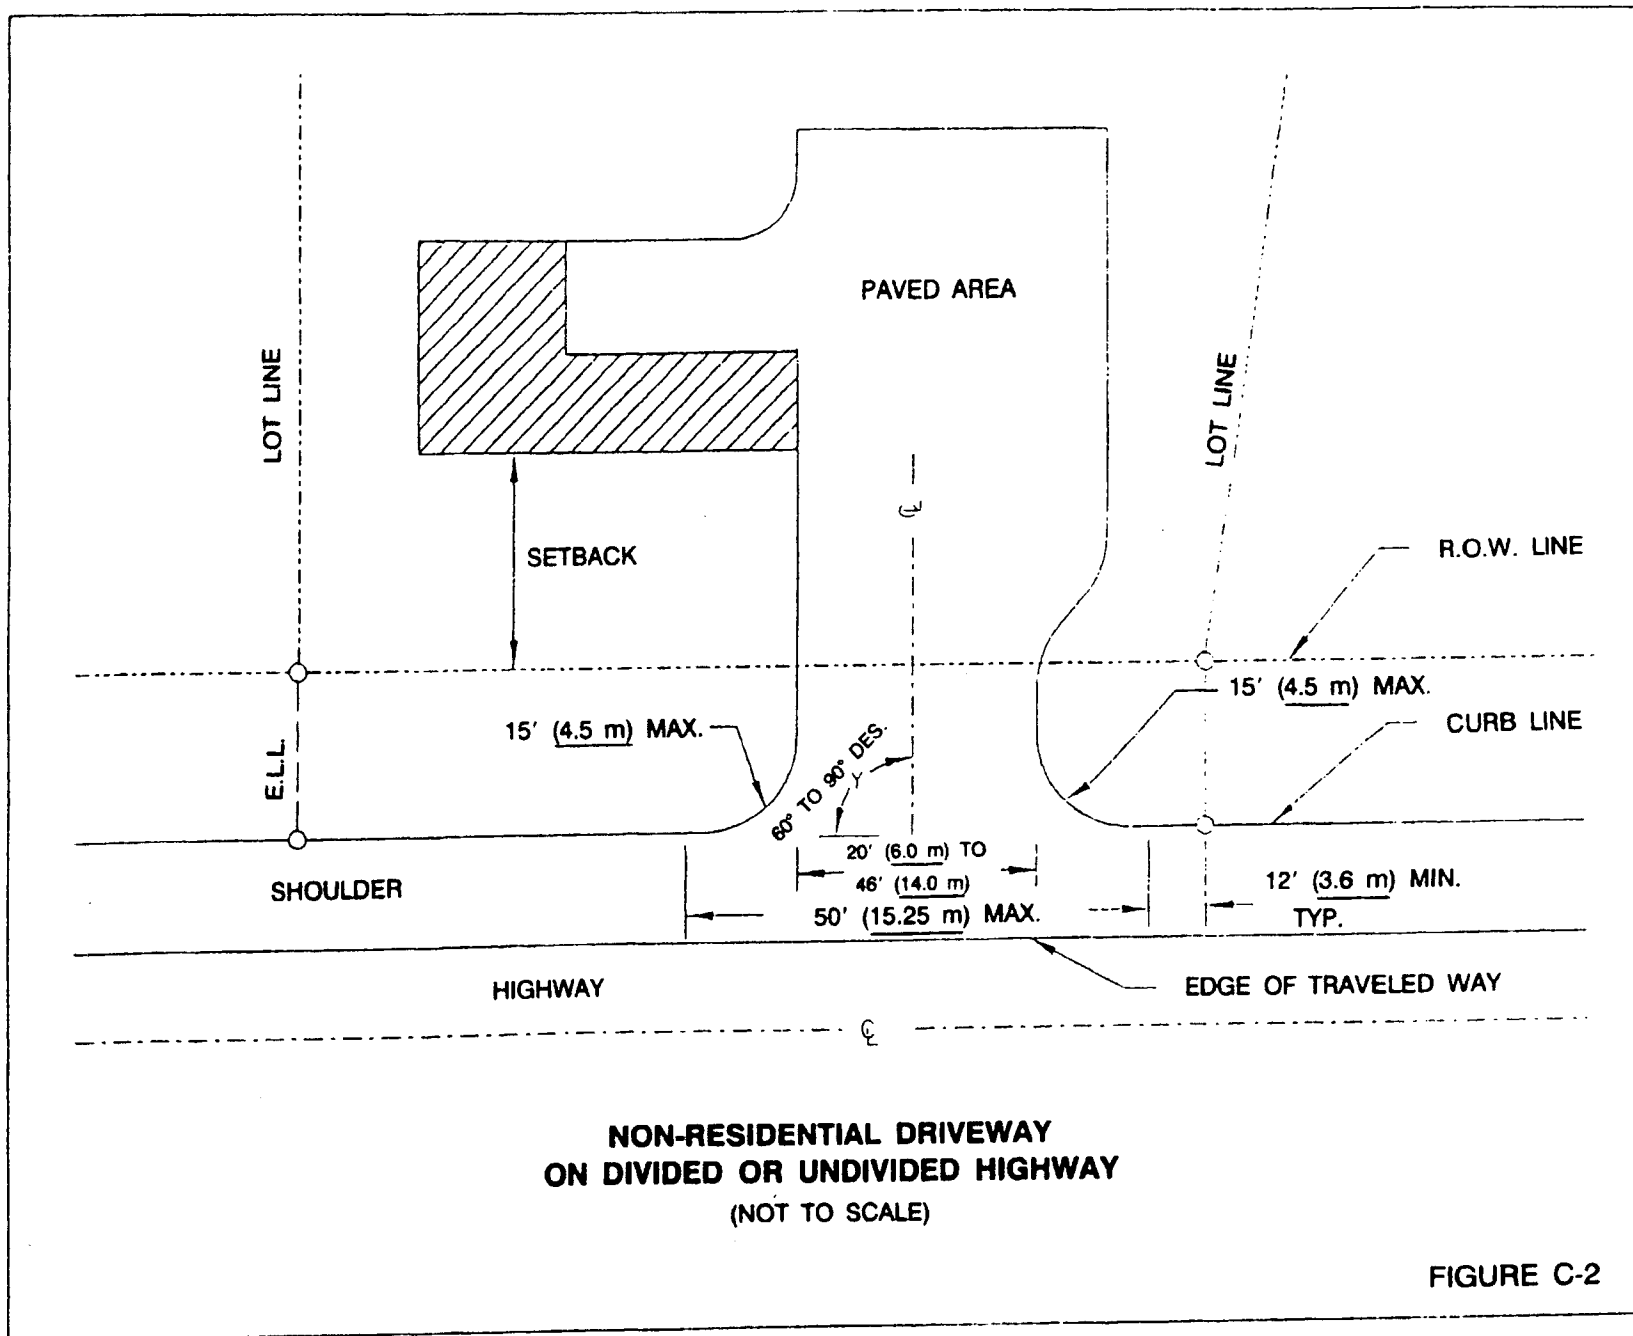 PAVED AREA
LOT LINE
LOT LINE
SETBACK
R.O.W. LINE
15' (4.5 m) MAX.
15' (4.5 m) MAX.
CURB LINE
E.L.L.
60° TO 90° DES.
20' (6.0 m) TO
46' (14.0 m)
SHOULDER
12' (3.6 m) MIN.
TYP.
50' (15.25 m) MAX.
HIGHWAY
EDGE OF TRAVELED WAY
℄
NON-RESIDENTIAL DRIVEWAY
ON DIVIDED OR UNDIVIDED HIGHWAY
(NOT TO SCALE)
FIGURE C-2